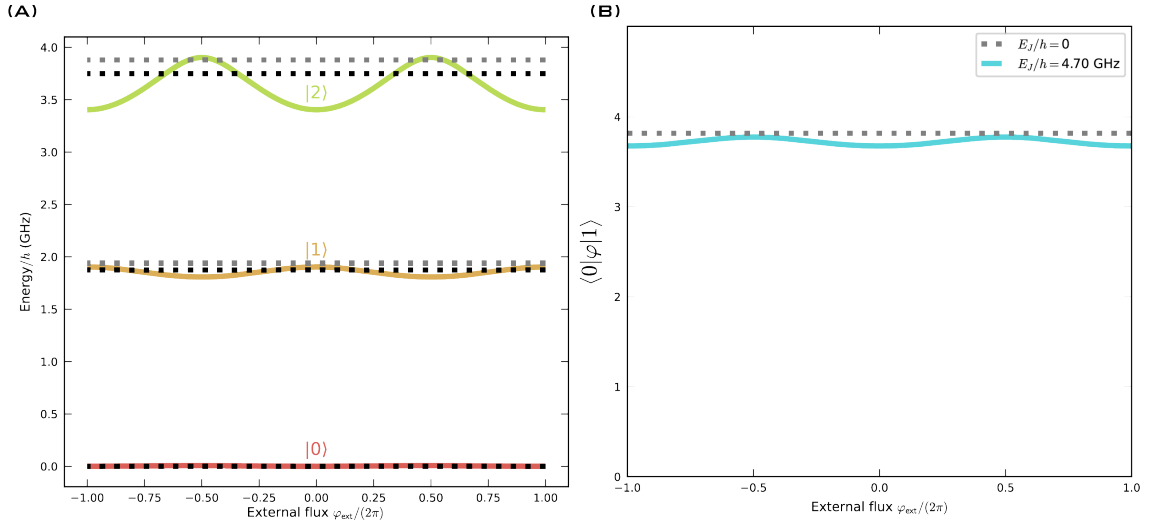 (A)
Energy/h (GHz)
4.0
3.5
3.0
2.5
2.0
1.5
1.0
0.5
0.0
|2⟩
|1⟩
|0⟩
−1.00 −0.75 −0.50 −0.25 0.00 0.25 0.50 0.75 1.00
External flux φext/(2π)
(B)
⟨0|φ|1⟩
E_J/h = 0
E_J/h = 4.70 GHz
4
3
2
1
0
−1.0 −0.5 0.0 0.5 1.0
External flux φext/(2π)